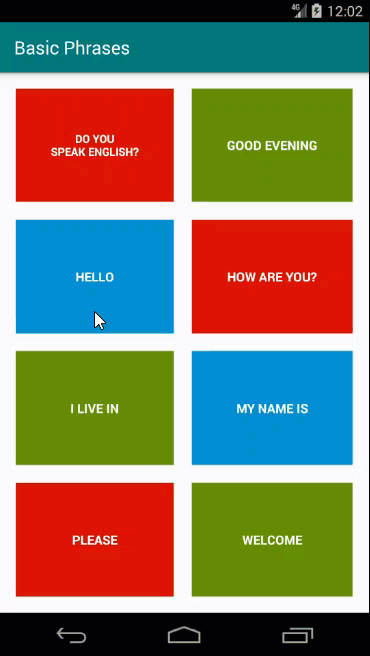 4G 12:02
Basic Phrases
DO YOU
SPEAK ENGLISH?
GOOD EVENING
HELLO
HOW ARE YOU?
I LIVE IN
MY NAME IS
PLEASE
WELCOME